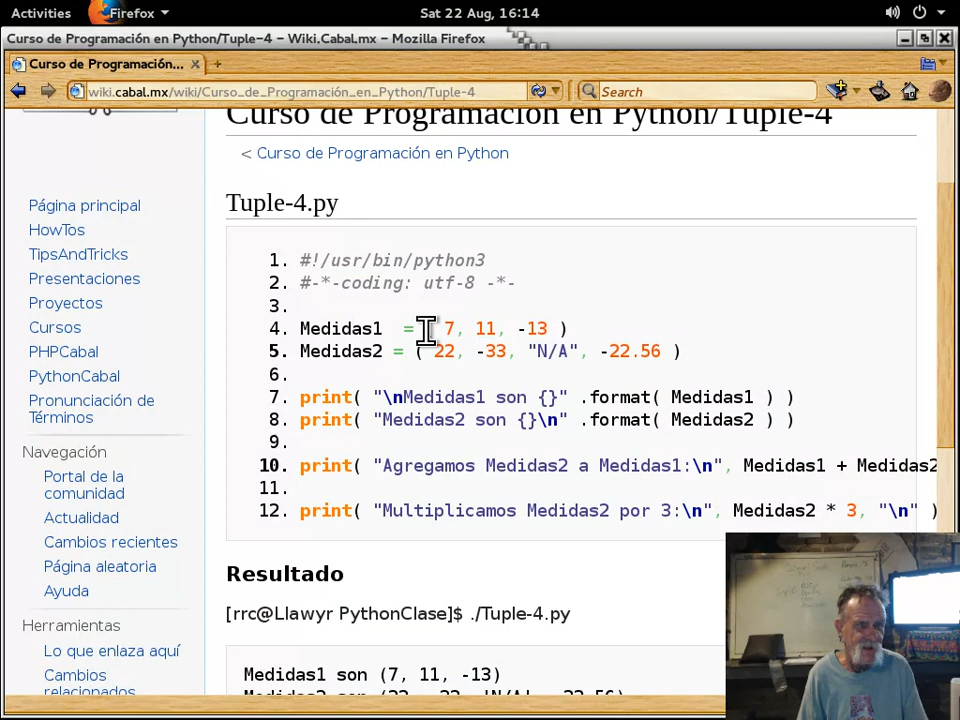 Activities Firefox Sat 22 Aug, 16:14
Curso de Programación en Python/Tuple-4 – Wiki.Cabal.mx – Mozilla Firefox
Curso de Programación...
wiki.cabal.mx/wiki/Curso_de_Programación_en_Python/Tuple-4 Search
Curso de Programación en Python/Tuple-4
< Curso de Programación en Python
Tuple-4.py
1. #!/usr/bin/python3
2. #-*-coding: utf-8 -*-
3.
4. Medidas1 = 7, 11, -13 )
5. Medidas2 = ( 22, -33, "N/A", -22.56 )
6.
7. print( "\nMedidas1 son {}" .format( Medidas1 ) )
8. print( "Medidas2 son {}\n" .format( Medidas2 ) )
9.
10. print( "Agregamos Medidas2 a Medidas1:\n", Medidas1 + Medidas2
11.
12. print( "Multiplicamos Medidas2 por 3:\n", Medidas2 * 3, "\n" )
Resultado
[rrc@Llawyr PythonClase]$ ./Tuple-4.py
Medidas1 son (7, 11, -13)
Página principal
HowTos
TipsAndTricks
Presentaciones
Proyectos
Cursos
PHPCabal
PythonCabal
Pronunciación de
Términos
Navegación
Portal de la
comunidad
Actualidad
Cambios recientes
Página aleatoria
Ayuda
Herramientas
Lo que enlaza aquí
Cambios
relacionados